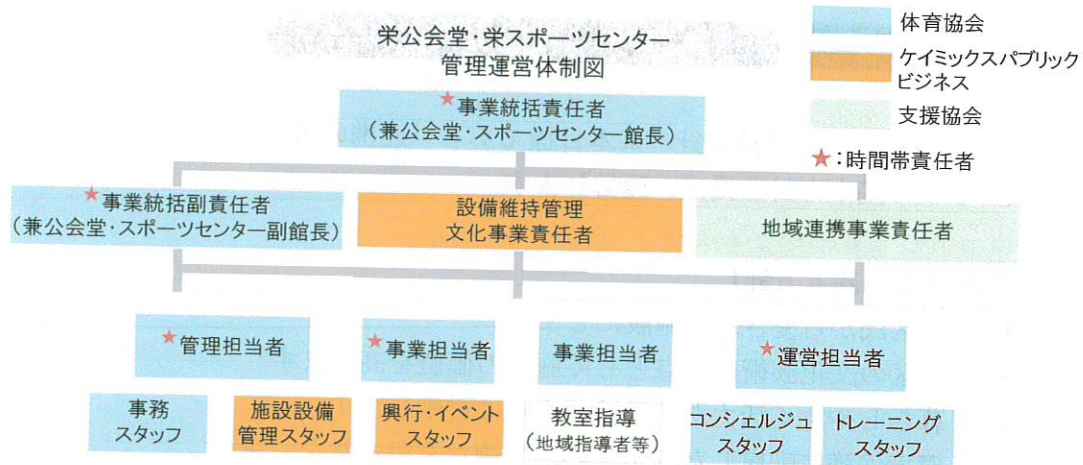 栄公会堂・栄スポーツセンター
管理運営体制図
体育協会
ケイミックスパブリック
ビジネス
支援協会
★:時間帯責任者
★事業統括責任者
(兼公会堂・スポーツセンター館長)
★事業統括副責任者
(兼公会堂・スポーツセンター副館長)
設備維持管理
文化事業責任者
地域連携事業責任者
★管理担当者
★事業担当者
事業担当者
★運営担当者
事務
スタッフ
施設設備
管理スタッフ
興行・イベント
スタッフ
教室指導
(地域指導者等)
コンシェルジュ
スタッフ
トレーニング
スタッフ